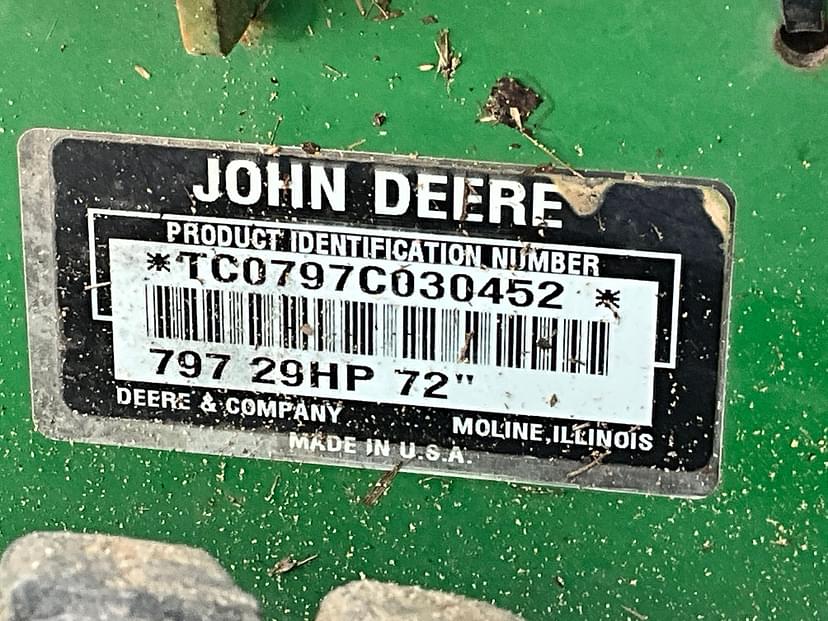 JOHN DEERE
PRODUCT IDENTIFICATION NUMBER
*TC0797C030452 *
797 29HP 72"
DEERE & COMPANY MOLINE, ILLINOIS
MADE IN U.S.A.